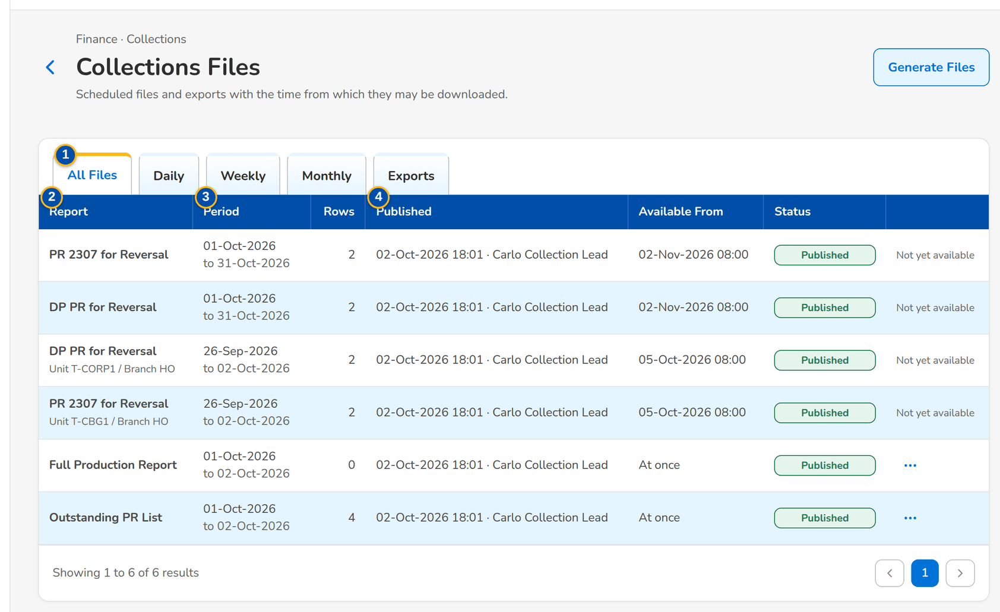 Finance · Collections
Collections Files
Scheduled files and exports with the time from which they may be downloaded.
Generate Files
1
All Files Daily Weekly Monthly Exports
2 3 4
Report Period Rows Published Available From Status
PR 2307 for Reversal 01-Oct-2026 2 02-Oct-2026 18:01 · Carlo Collection Lead 02-Nov-2026 08:00 Published Not yet available
to 31-Oct-2026
DP PR for Reversal 01-Oct-2026 2 02-Oct-2026 18:01 · Carlo Collection Lead 02-Nov-2026 08:00 Published Not yet available
to 31-Oct-2026
DP PR for Reversal 26-Sep-2026 2 02-Oct-2026 18:01 · Carlo Collection Lead 05-Oct-2026 08:00 Published Not yet available
Unit T-CORP1 / Branch HO to 02-Oct-2026
PR 2307 for Reversal 26-Sep-2026 2 02-Oct-2026 18:01 · Carlo Collection Lead 05-Oct-2026 08:00 Published Not yet available
Unit T-CBG1 / Branch HO to 02-Oct-2026
Full Production Report 01-Oct-2026 0 02-Oct-2026 18:01 · Carlo Collection Lead At once Published ...
to 02-Oct-2026
Outstanding PR List 01-Oct-2026 4 02-Oct-2026 18:01 · Carlo Collection Lead At once Published ...
to 02-Oct-2026
Showing 1 to 6 of 6 results 1